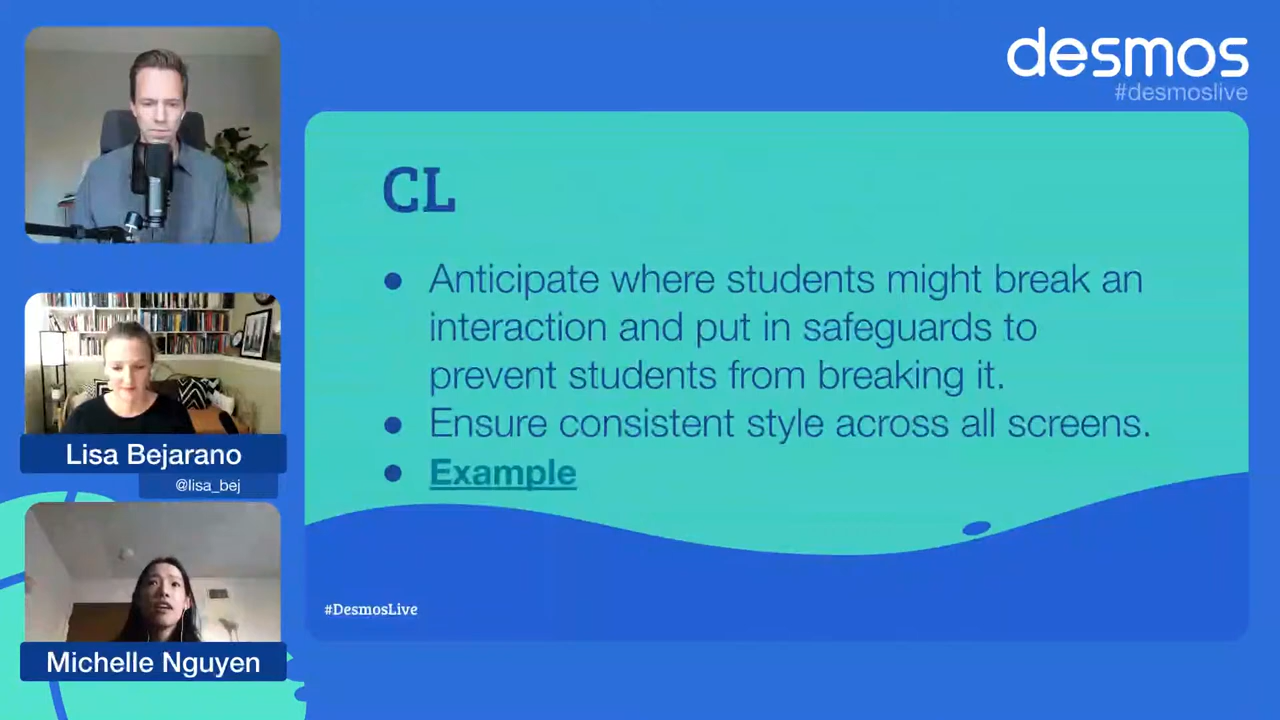 desmos
#desmoslive
CL
● Anticipate where students might break an
interaction and put in safeguards to
prevent students from breaking it.
● Ensure consistent style across all screens.
● Example
#DesmosLive
Lisa Bejarano
@lisa_bej
Michelle Nguyen